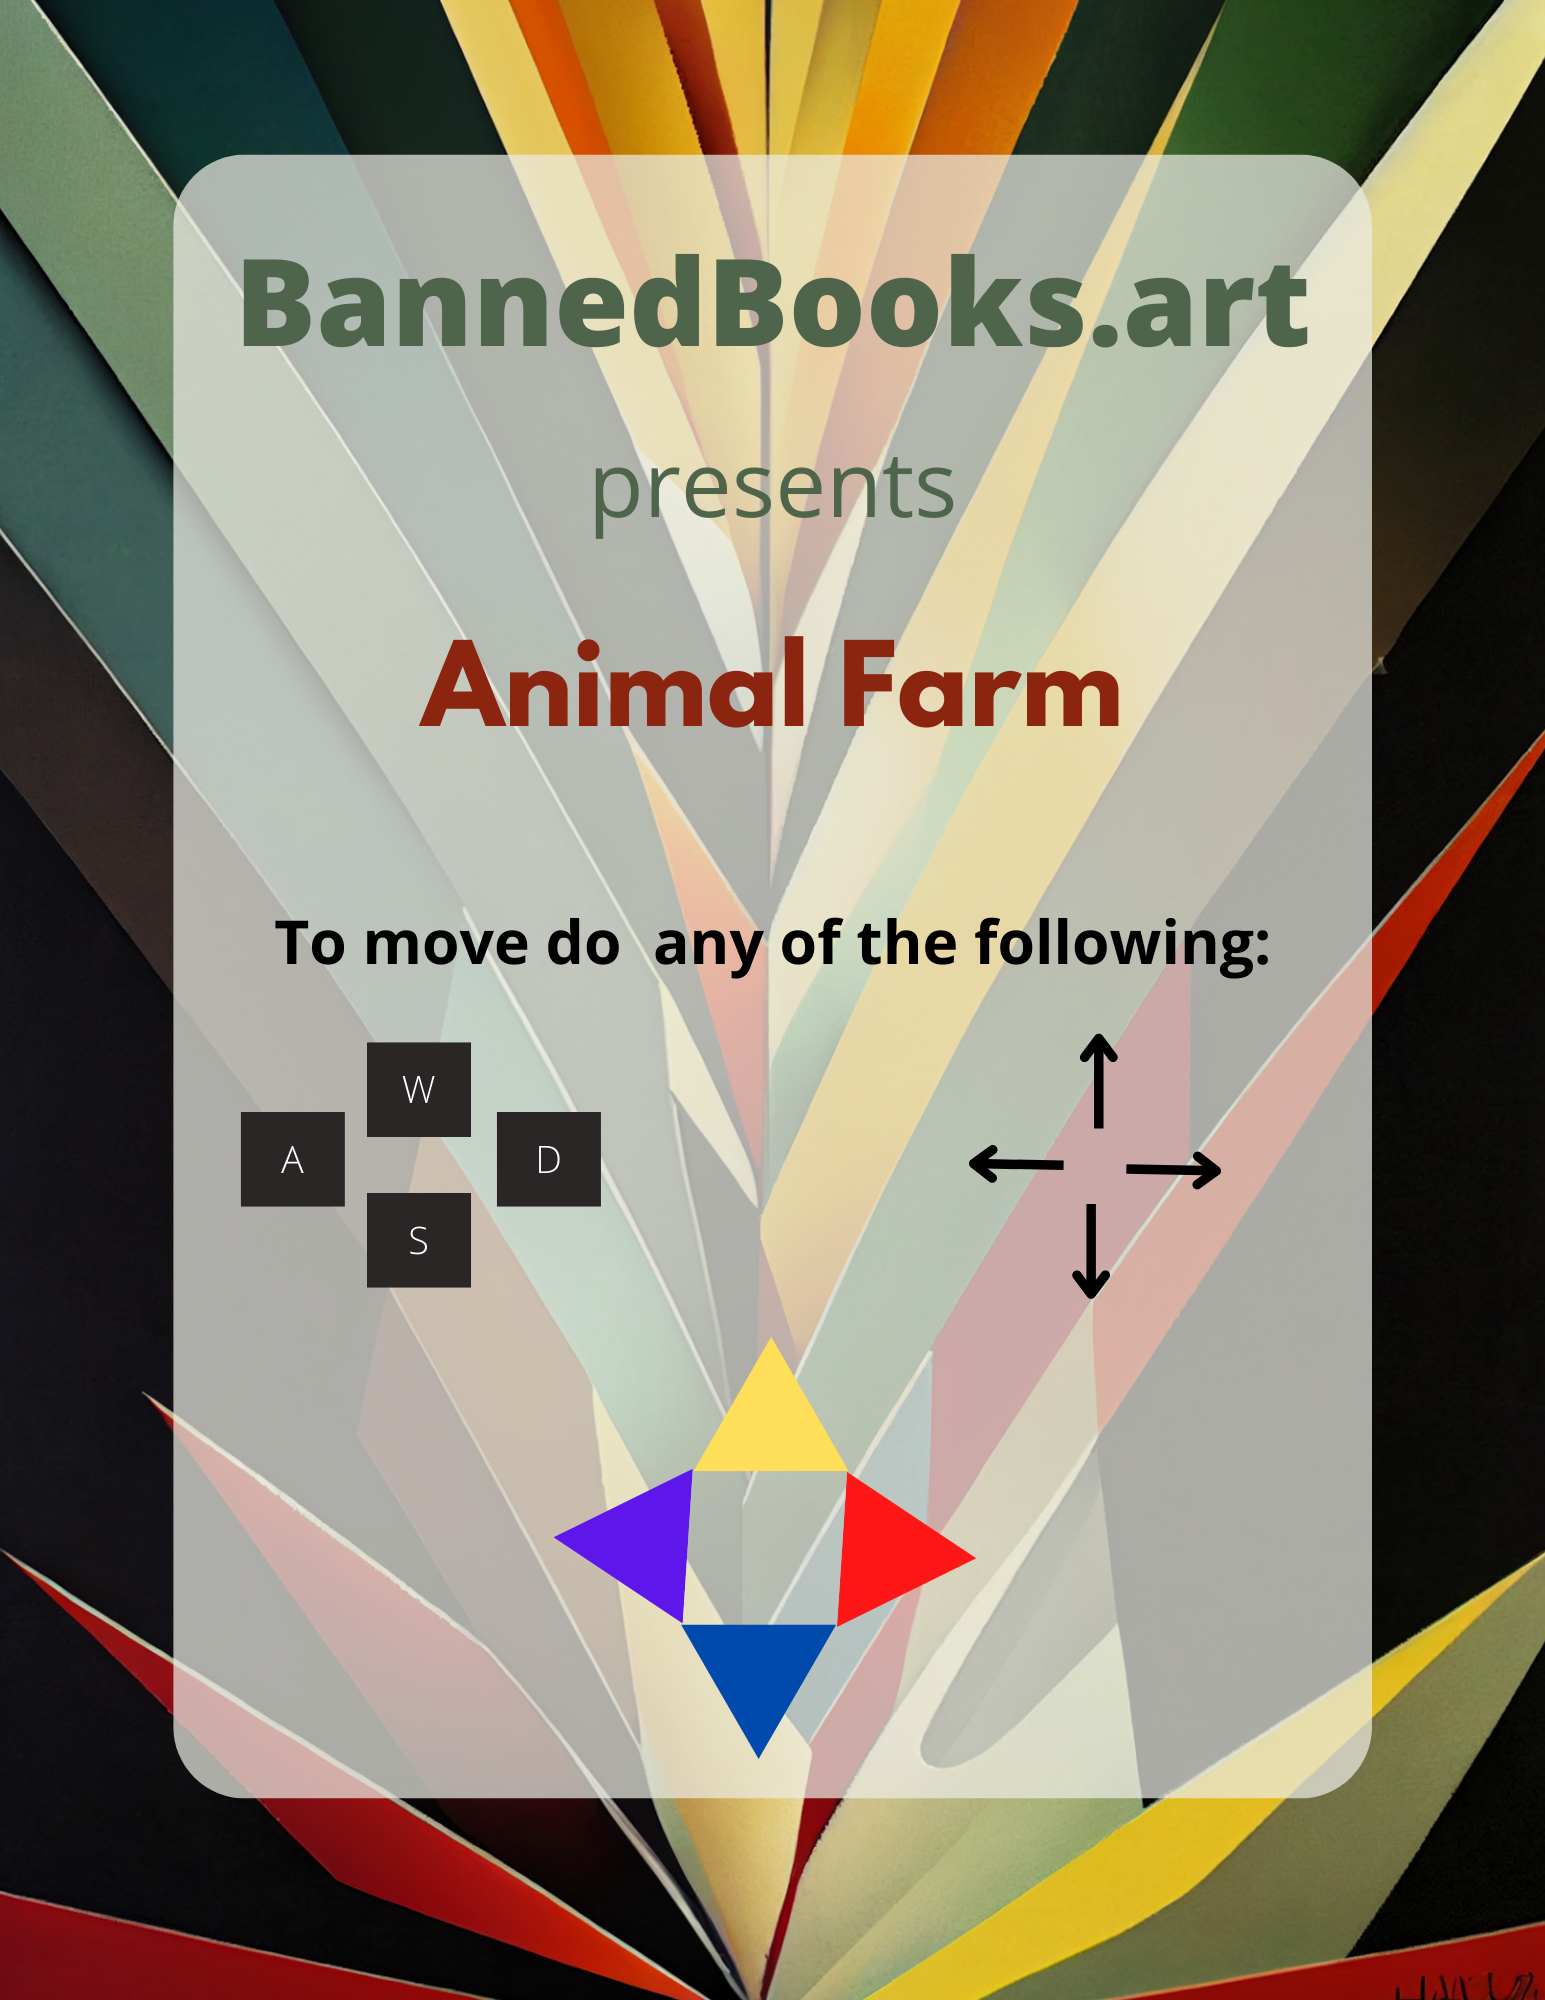 BannedBooks.art
presents
Animal Farm
To move do any of the following:
W
A D
S